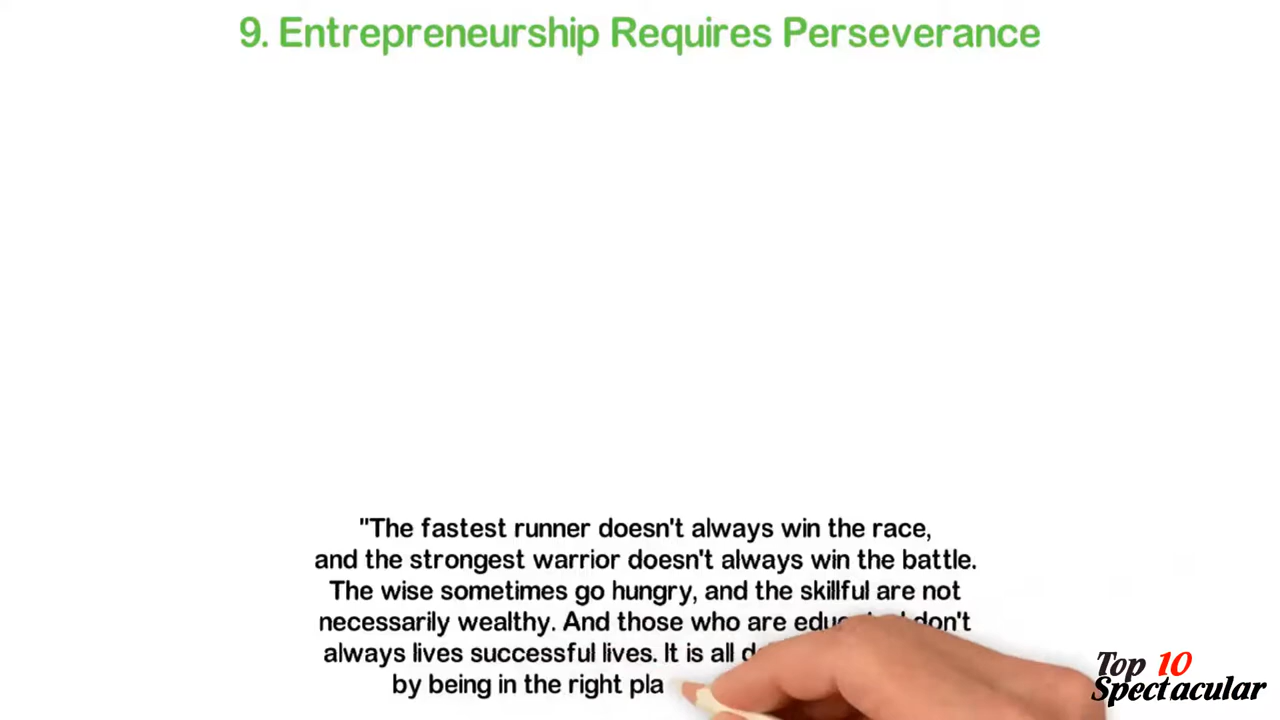 9. Entrepreneurship Requires Perseverance
"The fastest runner doesn't always win the race,
and the strongest warrior doesn't always win the battle.
The wise sometimes go hungry, and the skillful are not
necessarily wealthy. And those who are don't
always lives successful lives. It is all
by being in the right pla
Top 10
Spectacular